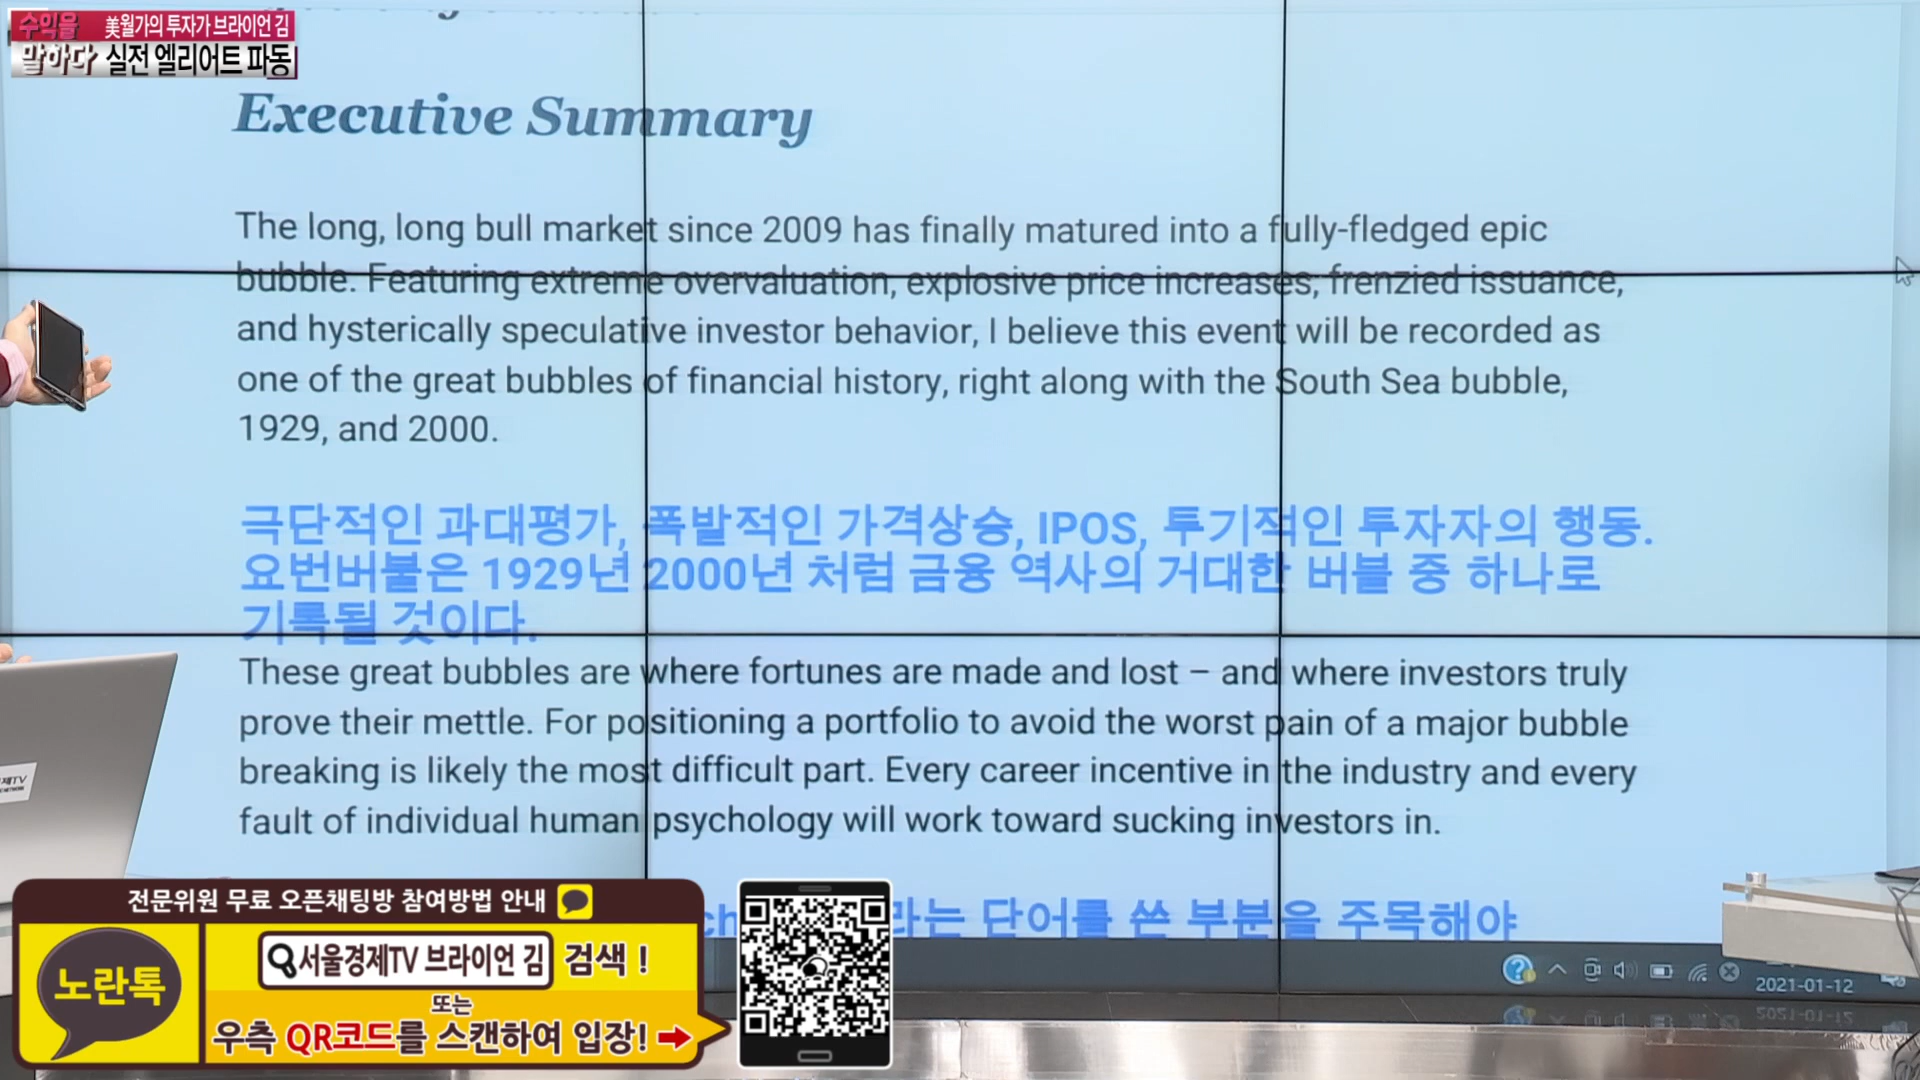 수익을
말하다
美월가의 투자가 브라이언 김
실전 엘리어트 파동
Executive Summary
The long, long bull market since 2009 has finally matured into a fully-fledged epic
bubble. Featuring extreme overvaluation, explosive price increases, frenzied issuance,
and hysterically speculative investor behavior, I believe this event will be recorded as
one of the great bubbles of financial history, right along with the South Sea bubble,
1929, and 2000.
극단적인 과대평가, 폭발적인 가격상승, IPOS, 투기적인 투자자의 행동.
요번버불은 1929년 2000년 처럼 금융 역사의 거대한 버블 중 하나로
기록될 것이다.
These great bubbles are where fortunes are made and lost – and where investors truly
prove their mettle. For positioning a portfolio to avoid the worst pain of a major bubble
breaking is likely the most difficult part. Every career incentive in the industry and every
fault of individual human psychology will work toward sucking investors in.
라는 단어를 쓴 부분을 주목해야
2021-01-12
전문위원 무료 오픈채팅방 참여방법 안내
노란톡
서울경제TV 브라이언 김 검색 !
또는
우측 QR코드를 스캔하여 입장!